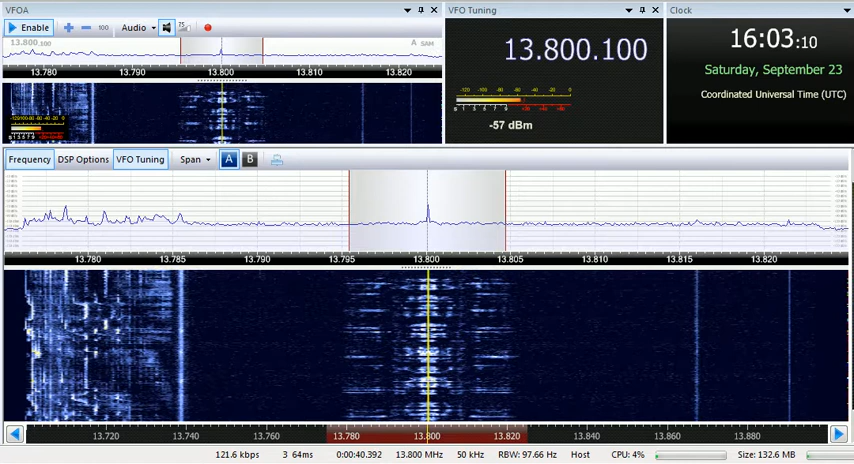 VFOA
VFO Tuning
Clock
Enable
100
Audio
75
13.800.100
A SAM
13.780 13.790 13.800 13.810 13.820
13.800.100
-57 dBm
16:03:10
Saturday, September 23
Coordinated Universal Time (UTC)
Frequency DSP Options VFO Tuning Span A B
13.780 13.785 13.790 13.795 13.800 13.805 13.810 13.815 13.820
13.720 13.740 13.760 13.780 13.800 13.820 13.840 13.860 13.880
121.6 kbps 3 64ms 0:00:40.392 13.800 MHz 50 kHz RBW: 97.66 Hz Host CPU: 4% Size: 132.6 MB